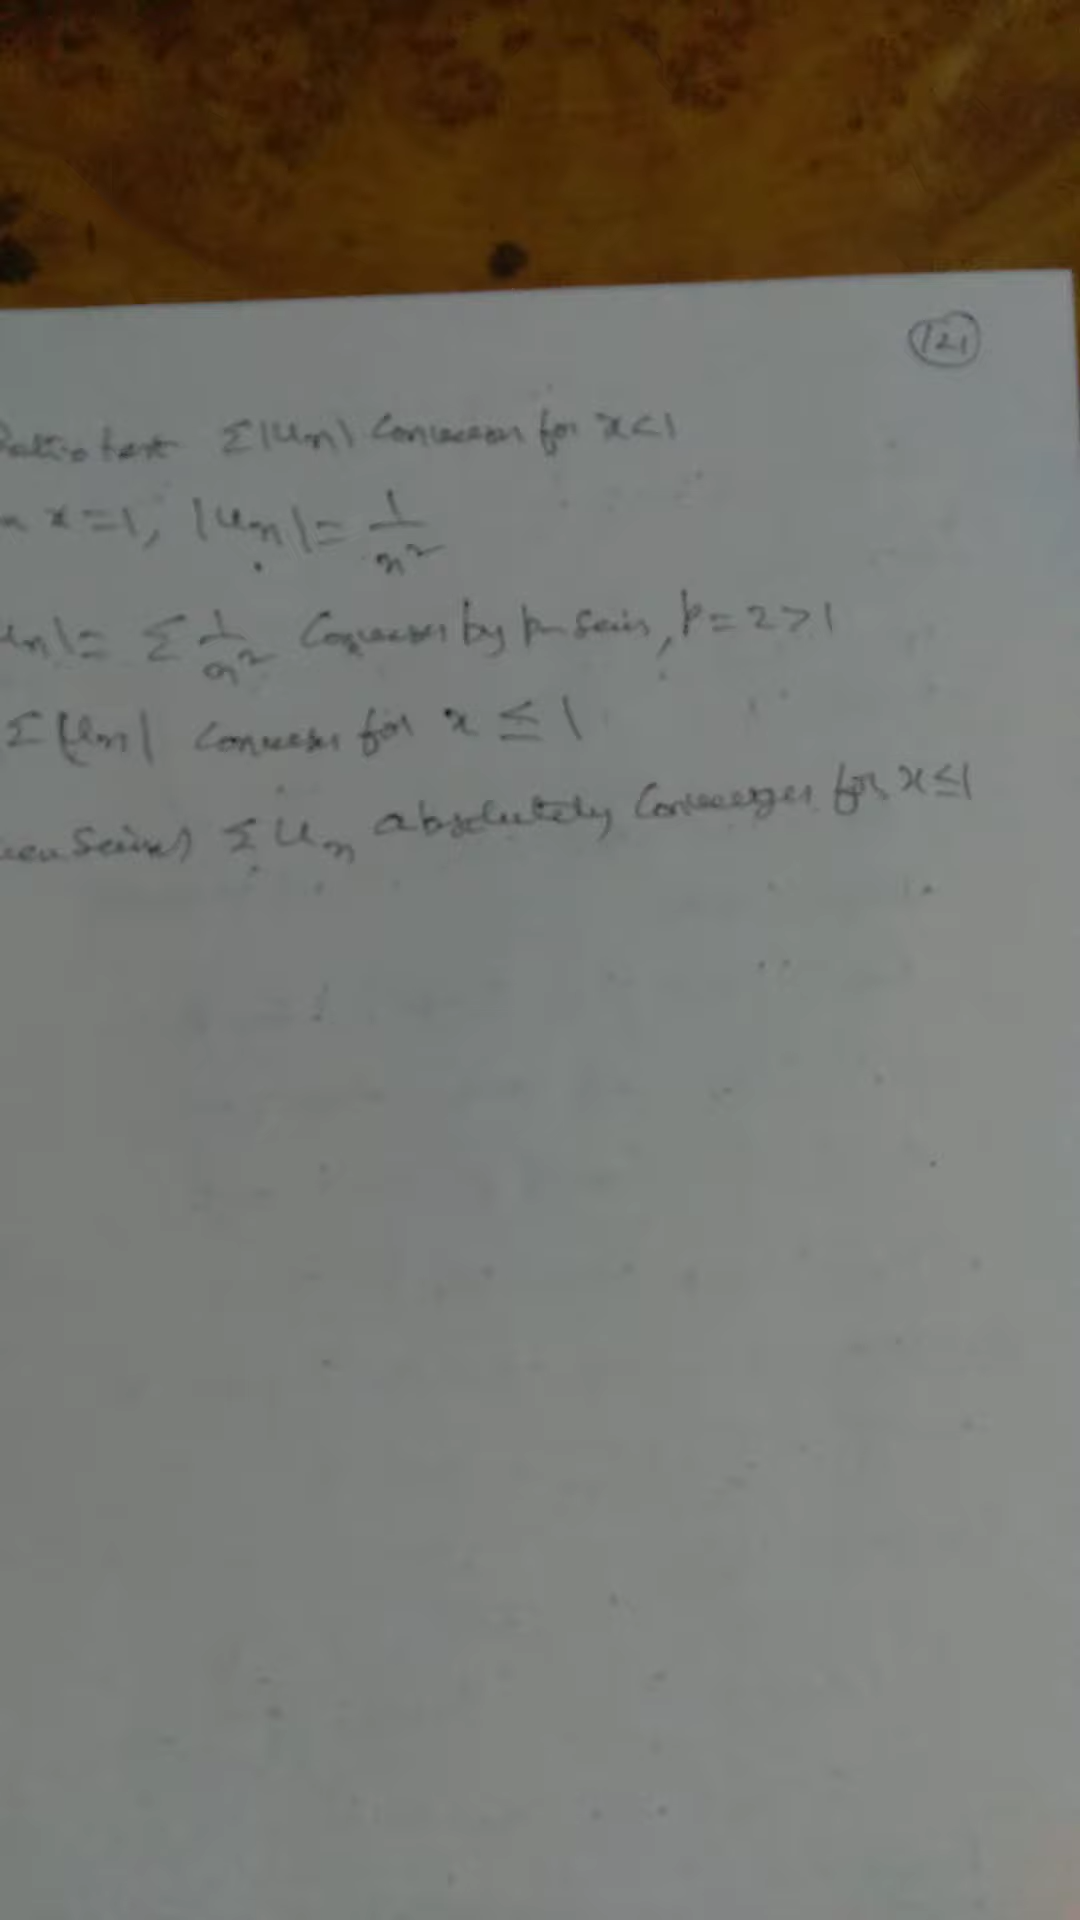 (121)
Ratio test Σ|un| Converges for x<1
x=1, |un| = 1/n²
un| = Σ 1/n² Converges by p-series, p=2>1
Σ|un| converges for x ≤ 1
Series Σ un absolutely Converges for x≤1